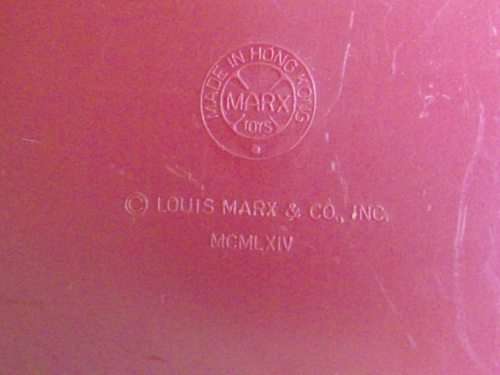 MADE IN HONG KONG
MARX
TOYS
© LOUIS MARX & CO., INC.
MCMLXIV